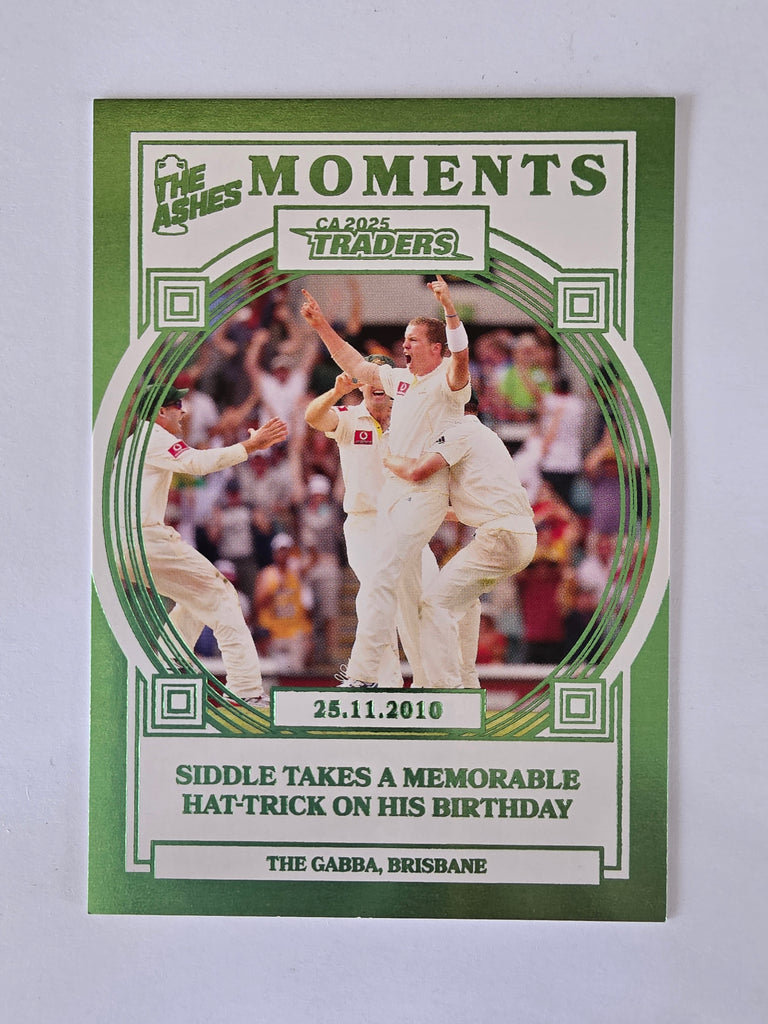 THE
ASHES
MOMENTS
CA 2025
TRADERS
25.11.2010
SIDDLE TAKES A MEMORABLE
HAT-TRICK ON HIS BIRTHDAY
THE GABBA, BRISBANE